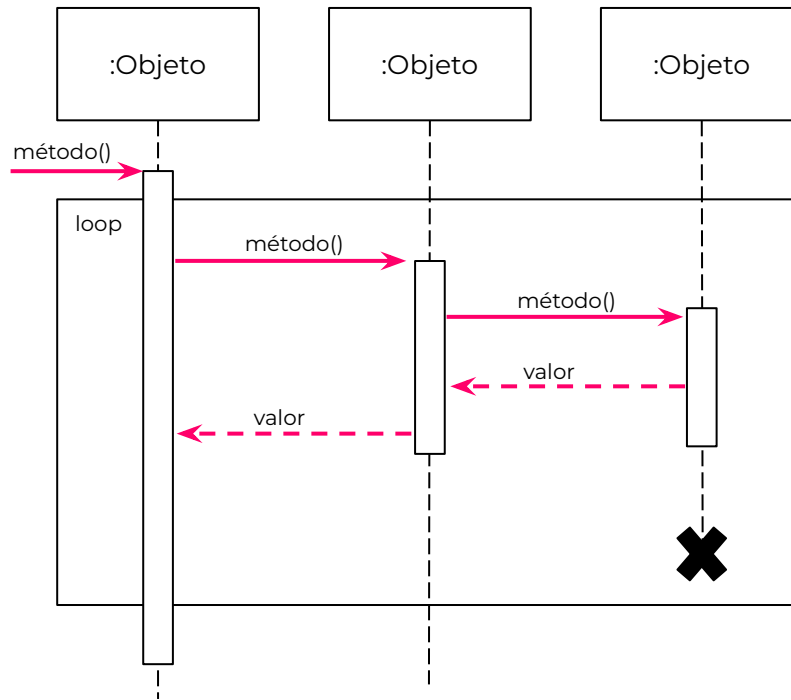 :Objeto
:Objeto
:Objeto
método()
loop
método()
método()
valor
valor